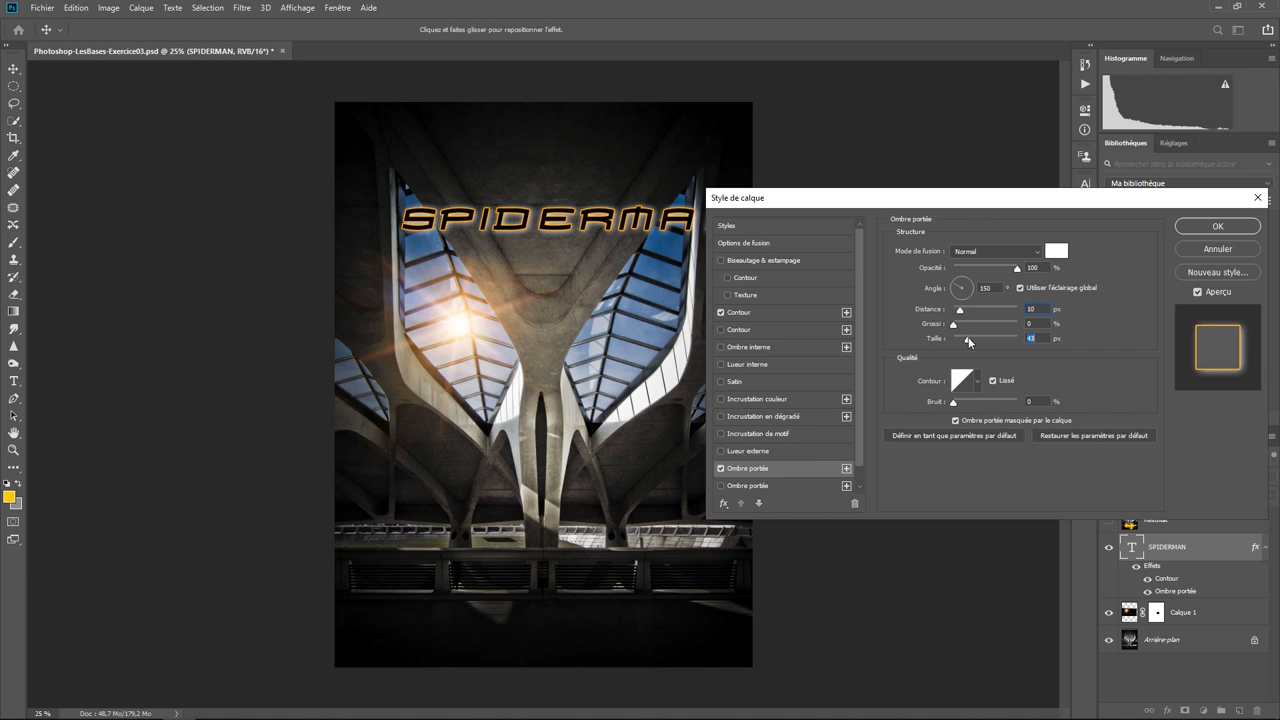 Ps Fichier Edition Image Calque Texte Sélection Filtre 3D Affichage Fenêtre Aide
Cliquez et faites glisser pour repositionner l'effet.
Photoshop-LesBases-Exercice03.psd @ 25% (SPIDERMAN, RVB/16*) *
Histogramme Navigation
Bibliothèques Réglages
Rechercher dans la bibliothèque active
Ma bibliothèque
SPIDERMA
Style de calque
Styles
Options de fusion
Biseautage & estampage
Contour
Texture
Contour
Contour
Ombre interne
Lueur interne
Satin
Incrustation couleur
Incrustation en dégradé
Incrustation de motif
Lueur externe
Ombre portée
Ombre portée
fx
Ombre portée
Structure
Mode de fusion : Normal
Opacité : 100 %
Angle : 150 ° Utiliser l'éclairage global
Distance : 10 px
Grossi : 0 %
Taille : 43 px
Qualité
Contour : Lissé
Bruit : 0 %
Ombre portée masquée par le calque
Définir en tant que paramètres par défaut Restaurer les paramètres par défaut
OK
Annuler
Nouveau style...
Aperçu
Résultat
T SPIDERMAN fx
Effets
Contour
Ombre portée
Calque 1
Arrière-plan
25 % Doc : 48,7 Mo/179,2 Mo